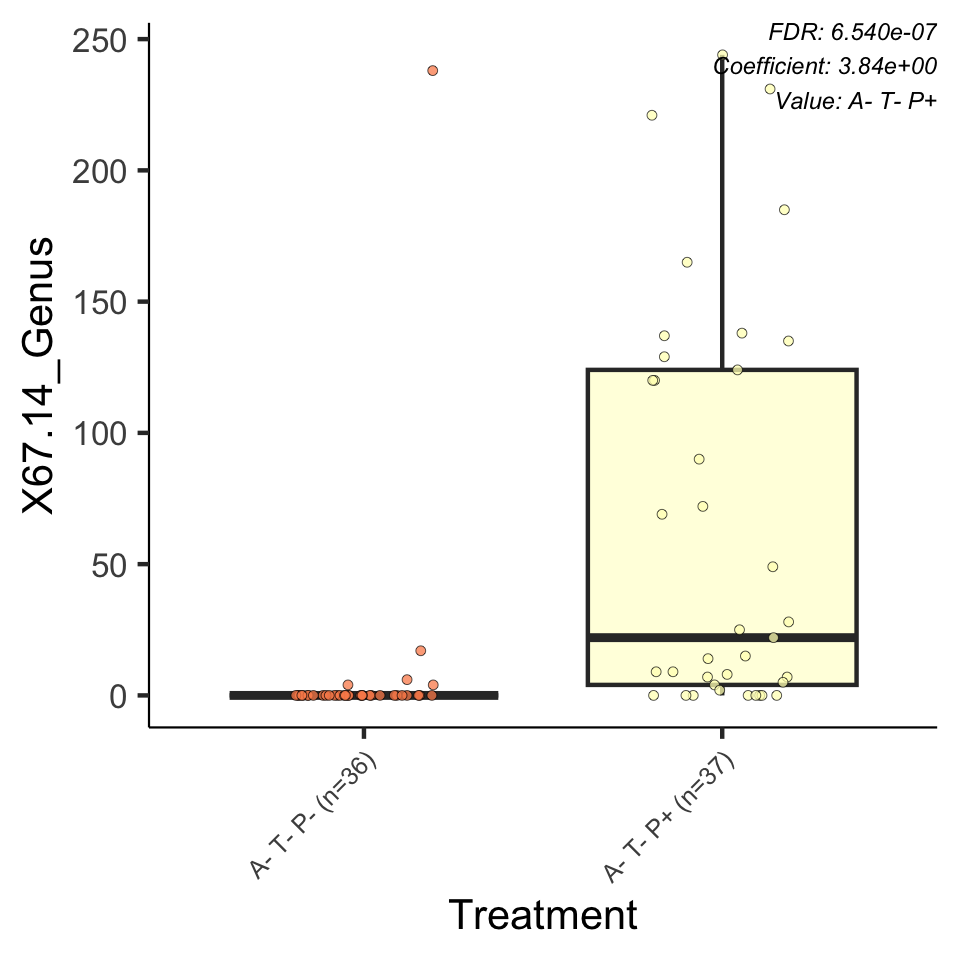 FDR: 6.540e-07
Coefficient: 3.84e+00
Value: A- T- P+
250
200
150
100
50
0
X67.14_Genus
A- T- P- (n=36)
A- T- P+ (n=37)
Treatment